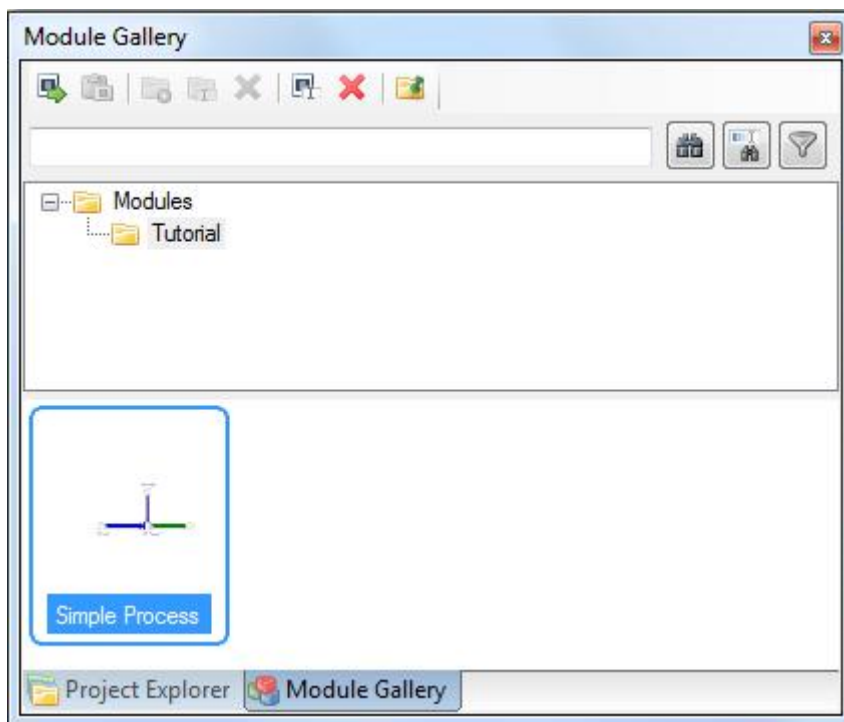 Module Gallery
Modules
Tutorial
Simple Process
Project Explorer
Module Gallery